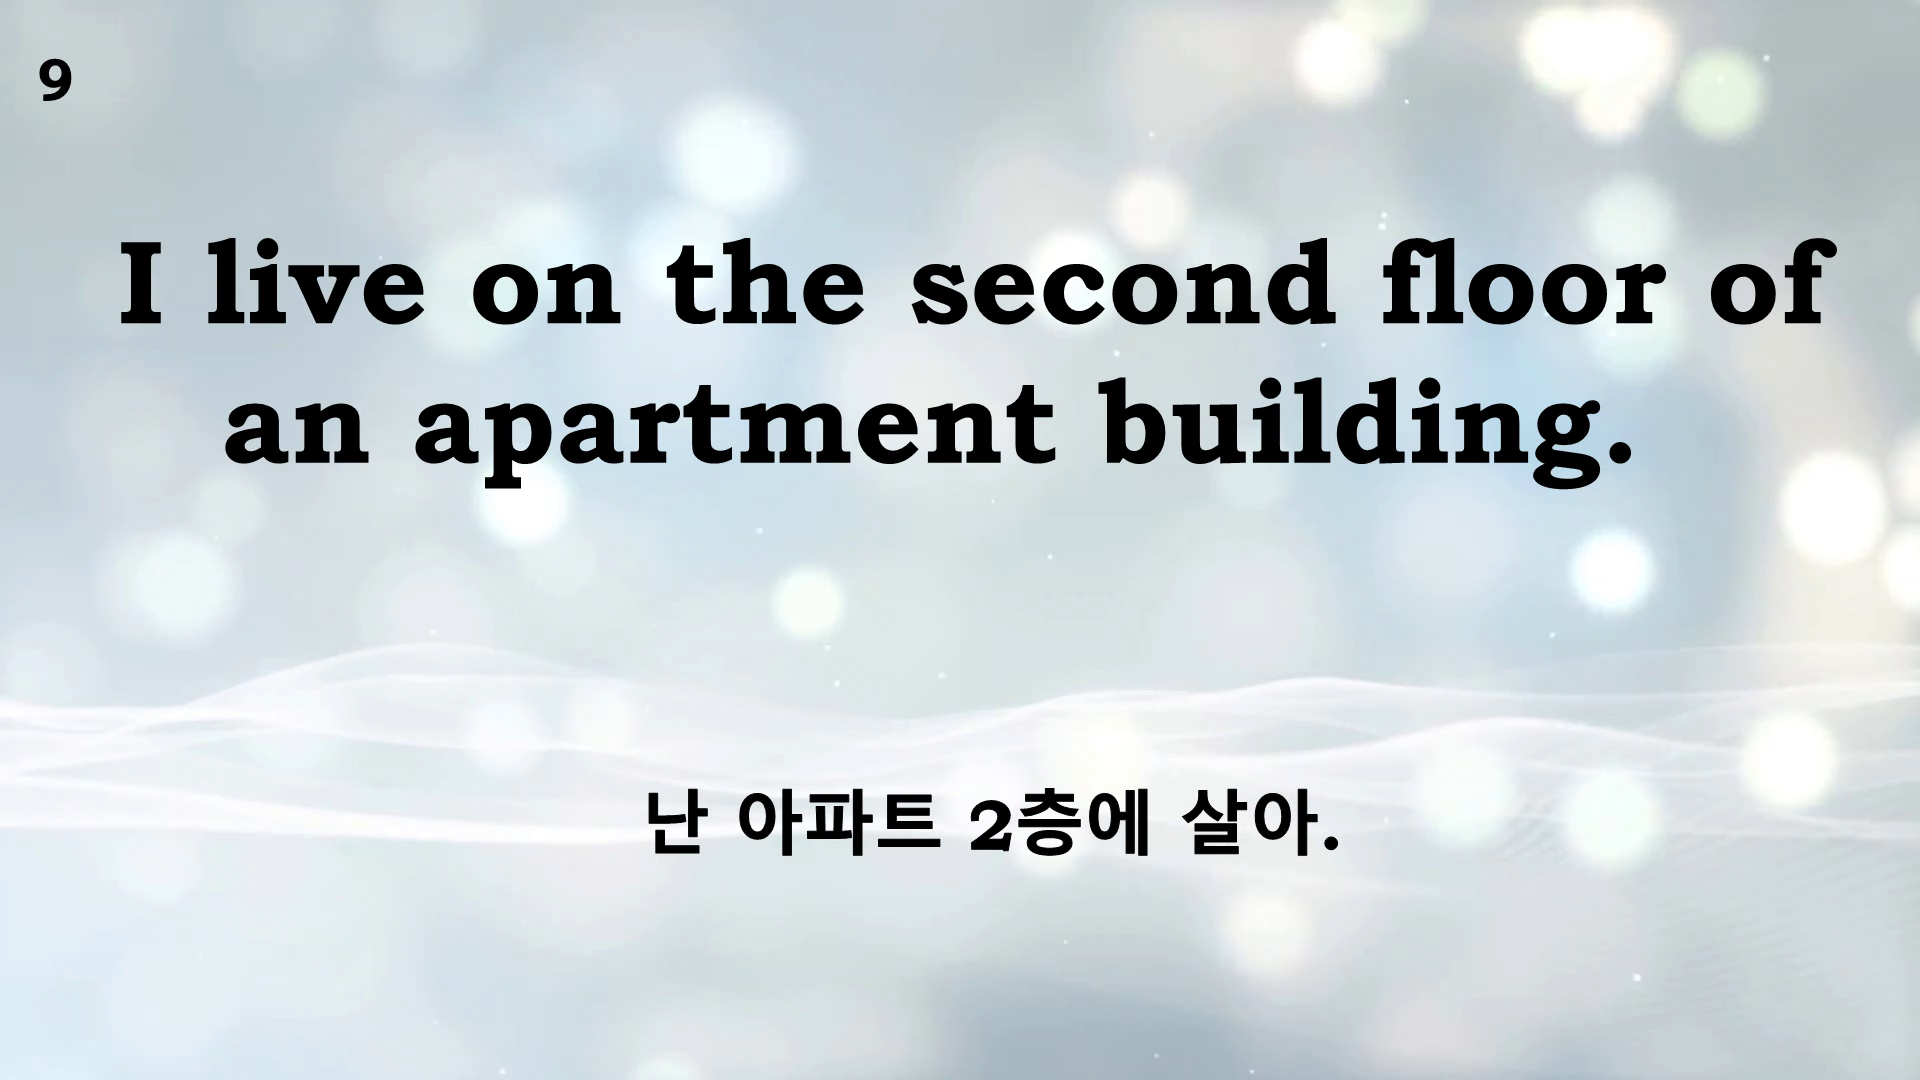 9
I live on the second floor of
an apartment building.
난 아파트 2층에 살아.